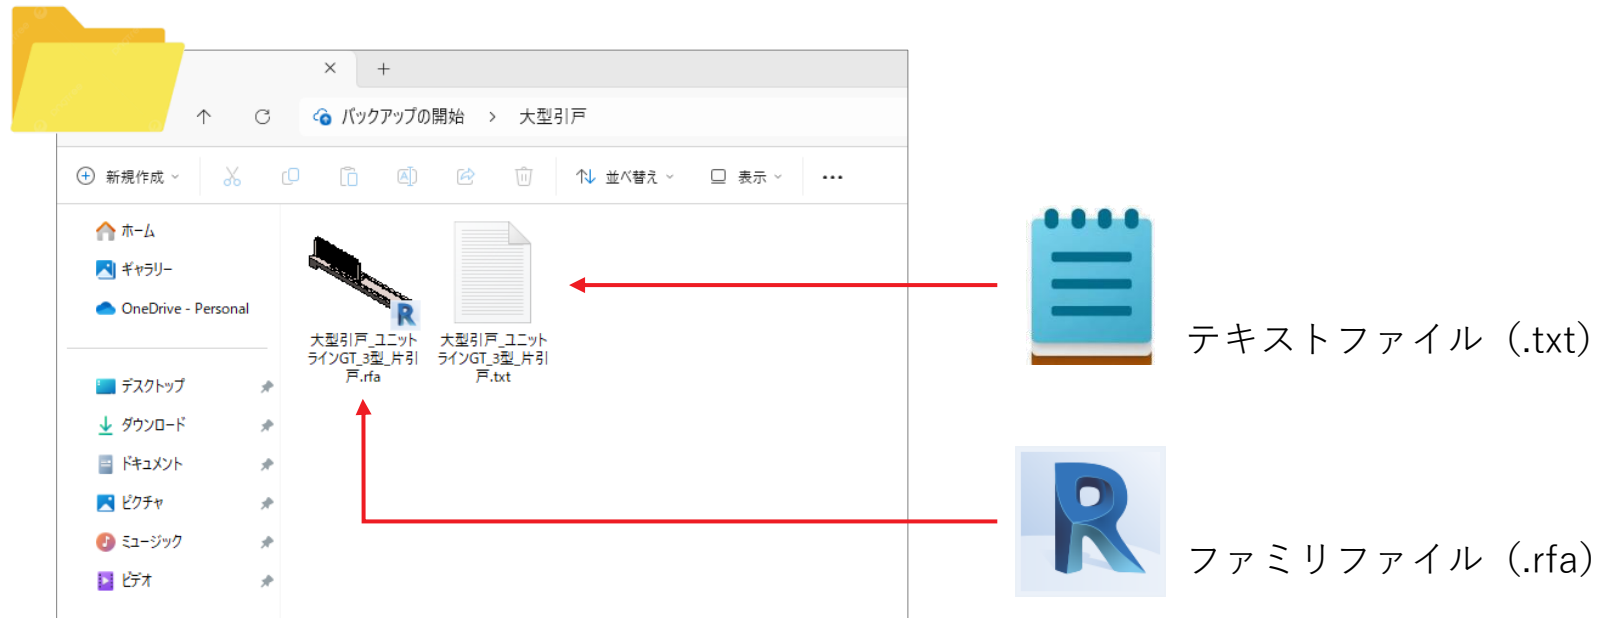 バックアップの開始 > 大型引戸
新規作成
並べ替え
表示
ホーム
ギャラリー
OneDrive - Personal
デスクトップ
ダウンロード
ドキュメント
ピクチャ
ミュージック
ビデオ
大型引戸_ユニット
ラインGT_3型_片引
戸.rfa
大型引戸_ユニット
ラインGT_3型_片引
戸.txt
テキストファイル（.txt）
ファミリファイル（.rfa）